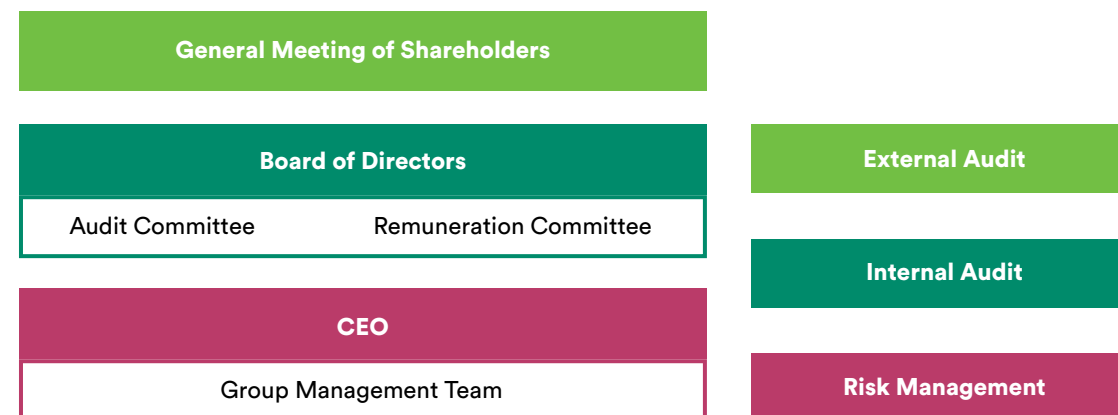 General Meeting of Shareholders
Board of Directors
Audit Committee
Remuneration Committee
CEO
Group Management Team
External Audit
Internal Audit
Risk Management